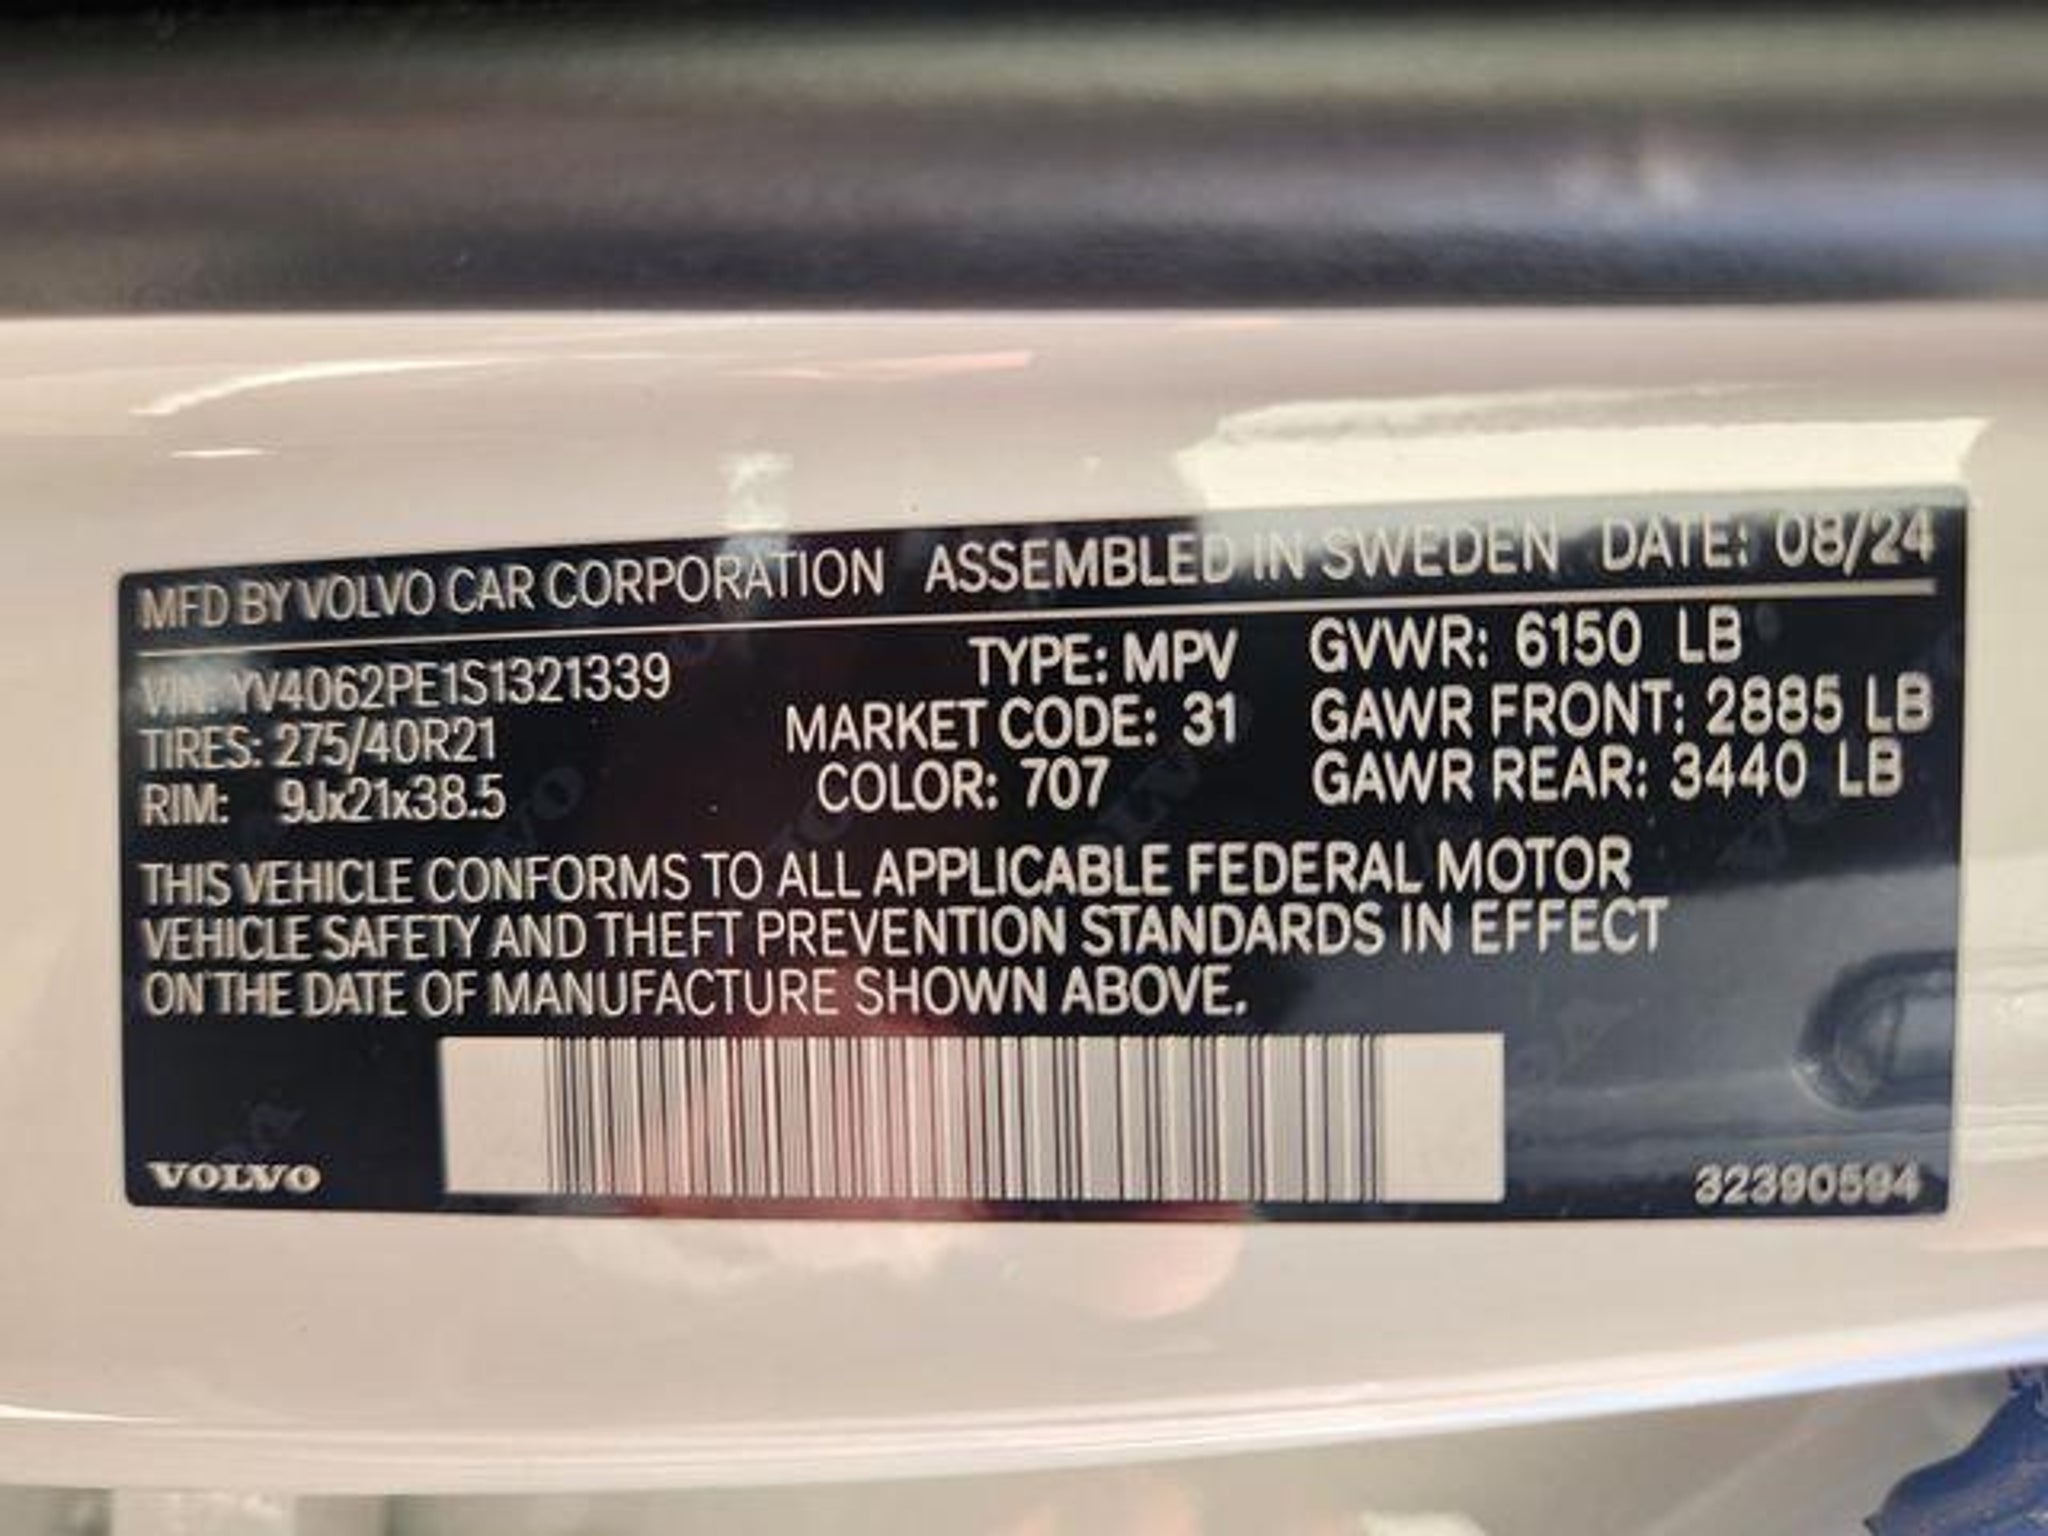 MFD BY VOLVO CAR CORPORATION ASSEMBLED IN SWEDEN DATE: 08/24
VIN: YV4062PE1S1321339 TYPE: MPV GVWR: 6150 LB
TIRES: 275/40R21 MARKET CODE: 31 GAWR FRONT: 2885 LB
RIM: 9Jx21x38.5 COLOR: 707 GAWR REAR: 3440 LB
THIS VEHICLE CONFORMS TO ALL APPLICABLE FEDERAL MOTOR
VEHICLE SAFETY AND THEFT PREVENTION STANDARDS IN EFFECT
ON THE DATE OF MANUFACTURE SHOWN ABOVE.
VOLVO 32390594